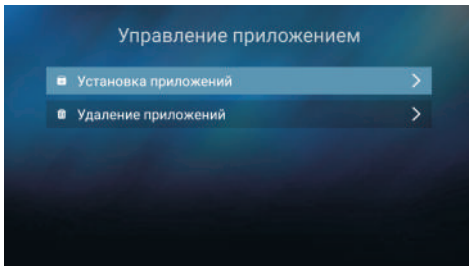 Управление приложением
Установка приложений
Удаление приложений